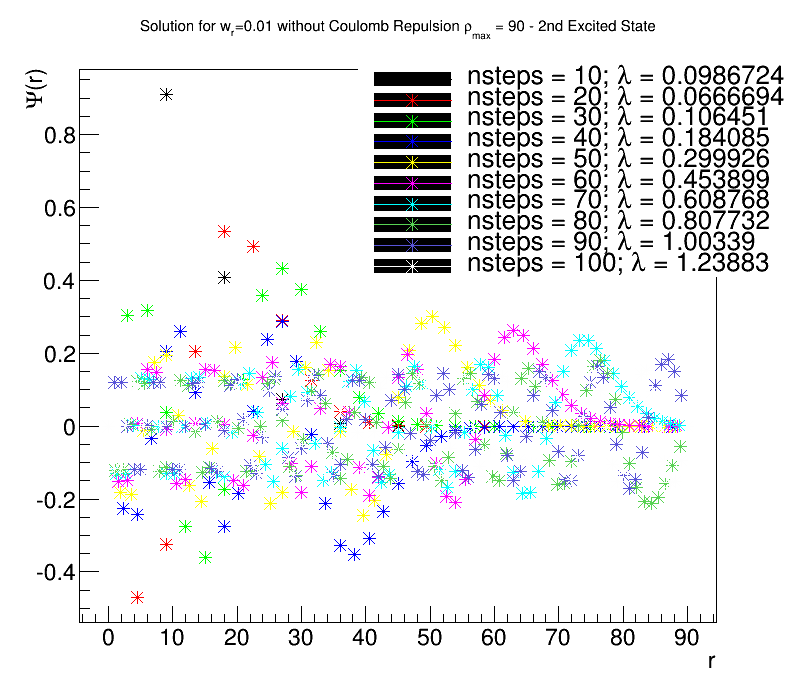 Solution for wr=0.01 without Coulomb Repulsion ρmax = 90 - 2nd Excited State
Ψ(r)
nsteps = 10; λ = 0.0986724
nsteps = 20; λ = 0.0666694
nsteps = 30; λ = 0.106451
nsteps = 40; λ = 0.184085
nsteps = 50; λ = 0.299926
nsteps = 60; λ = 0.453899
nsteps = 70; λ = 0.608768
nsteps = 80; λ = 0.807732
nsteps = 90; λ = 1.00339
nsteps = 100; λ = 1.23883
0.8
0.6
0.4
0.2
0
-0.2
-0.4
0 10 20 30 40 50 60 70 80 90
r